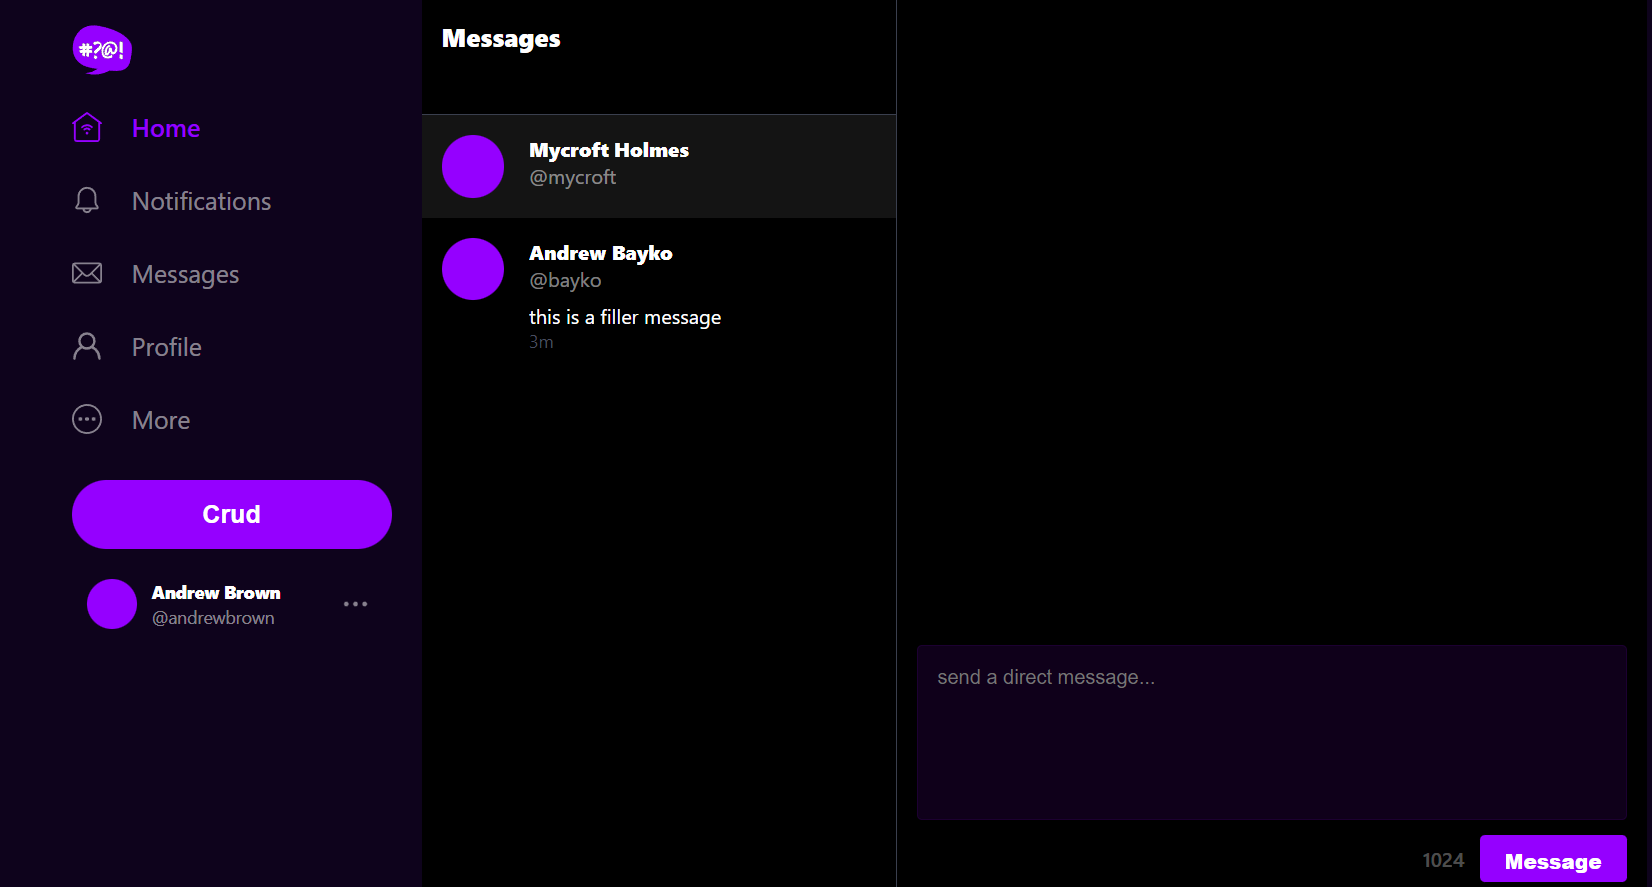 #?@!
Home
Notifications
Messages
Profile
More
Crud
Andrew Brown
@andrewbrown
Messages
Mycroft Holmes
@mycroft
Andrew Bayko
@bayko
this is a filler message
3m
send a direct message...
1024
Message